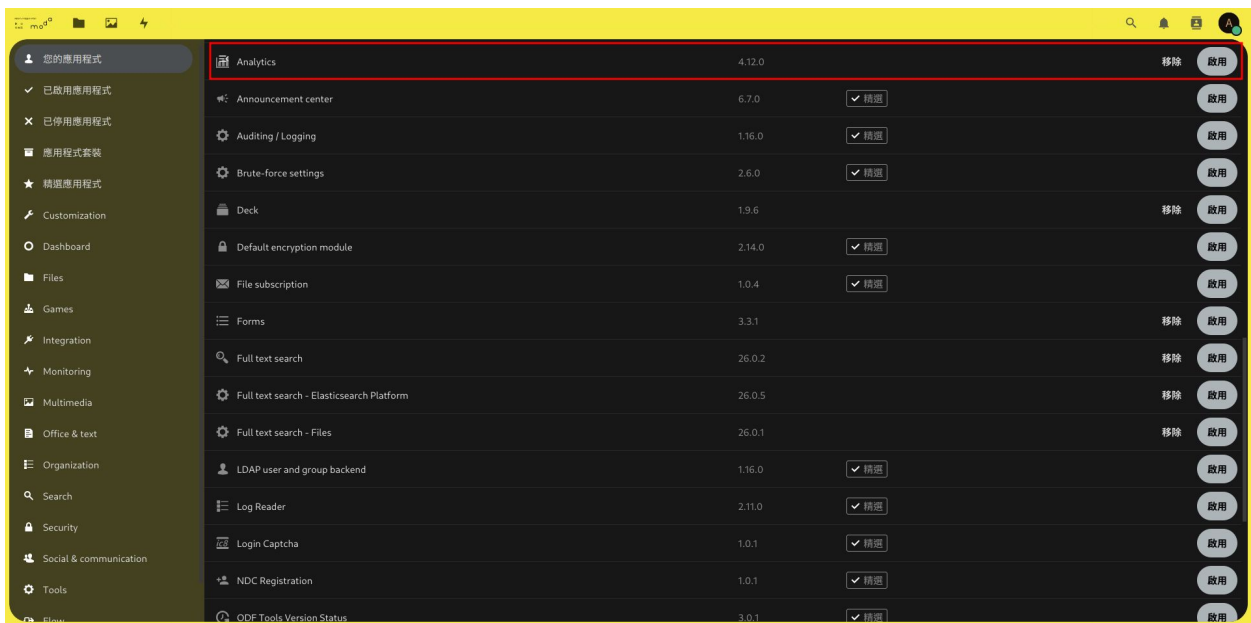 moda
A
您的應用程式
已啟用應用程式
已停用應用程式
應用程式套裝
精選應用程式
Customization
Dashboard
Files
Games
Integration
Monitoring
Multimedia
Office & text
Organization
Search
Security
Social & communication
Tools
Flow
Analytics 4.12.0 移除 啟用
Announcement center 6.7.0 ✔精選 啟用
Auditing / Logging 1.16.0 ✔精選 啟用
Brute-force settings 2.6.0 ✔精選 啟用
Deck 1.9.6 移除 啟用
Default encryption module 2.14.0 ✔精選 啟用
File subscription 1.0.4 ✔精選 啟用
Forms 3.3.1 移除 啟用
Full text search 26.0.2 移除 啟用
Full text search - Elasticsearch Platform 26.0.5 移除 啟用
Full text search - Files 26.0.1 移除 啟用
LDAP user and group backend 1.16.0 ✔精選 啟用
Log Reader 2.11.0 ✔精選 啟用
Login Captcha 1.0.1 ✔精選 啟用
NDC Registration 1.0.1 ✔精選 啟用
ODF Tools Version Status 3.0.1 ✔精選 啟用